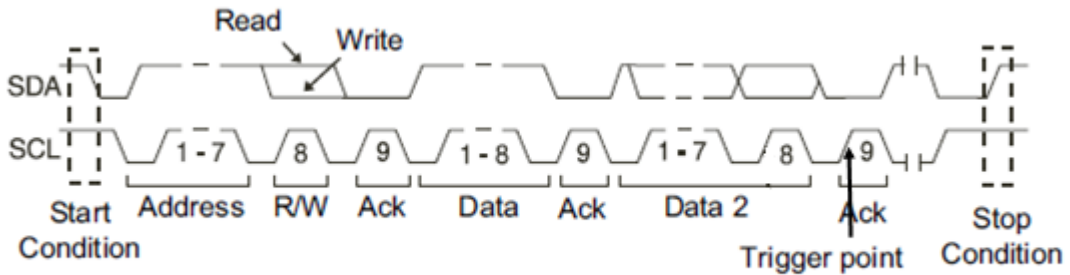 Read
Write
SDA
SCL
1 - 7
8
9
1 - 8
9
1 - 7
8
9
Address
R/W
Ack
Data
Ack
Data 2
Ack
Start
Condition
Trigger point
Stop
Condition